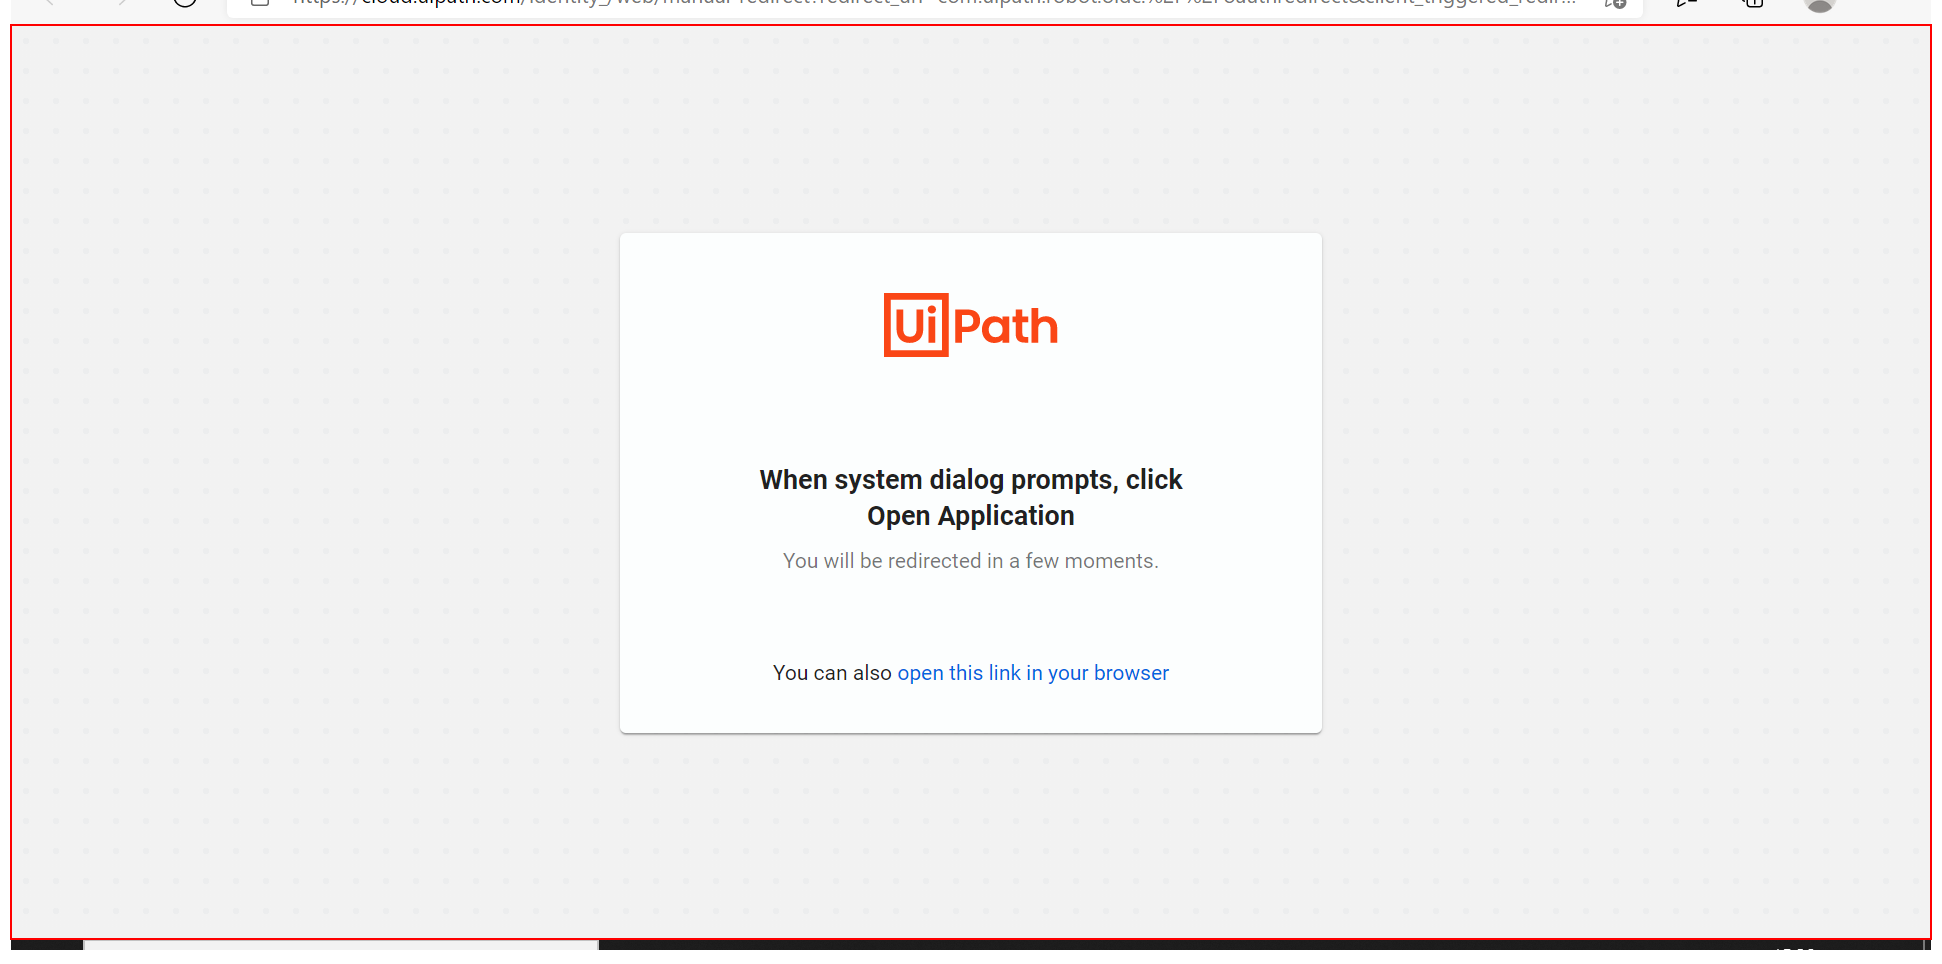 UiPath
When system dialog prompts, click
Open Application
You will be redirected in a few moments.
You can also open this link in your browser